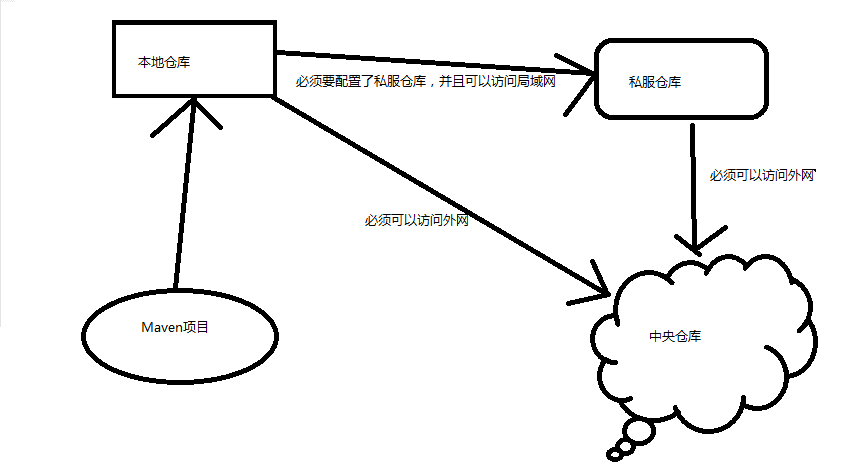 本地仓库
私服仓库
必须要配置了私服仓库，并且可以访问局域网
必须可以访问外网
必须可以访问外网
Maven项目
中央仓库